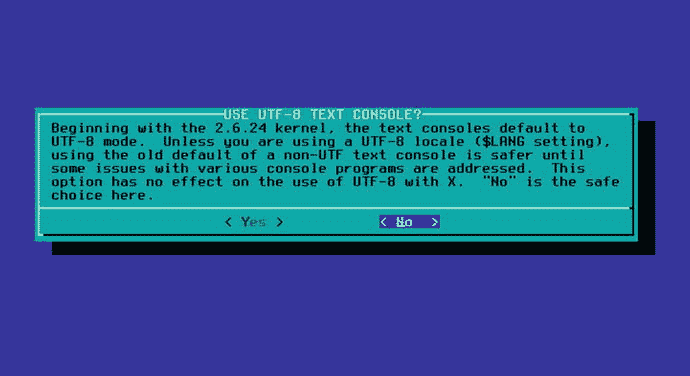 USE UTF-8 TEXT CONSOLE?
Beginning with the 2.6.24 kernel, the text consoles default to
UTF-8 mode.  Unless you are using a UTF-8 locale ($LANG setting),
using the old default of a non-UTF text console is safer until
some issues with various console programs are addressed.  This
option has no effect on the use of UTF-8 with X.  "No" is the safe
choice here.
< Yes > < No >